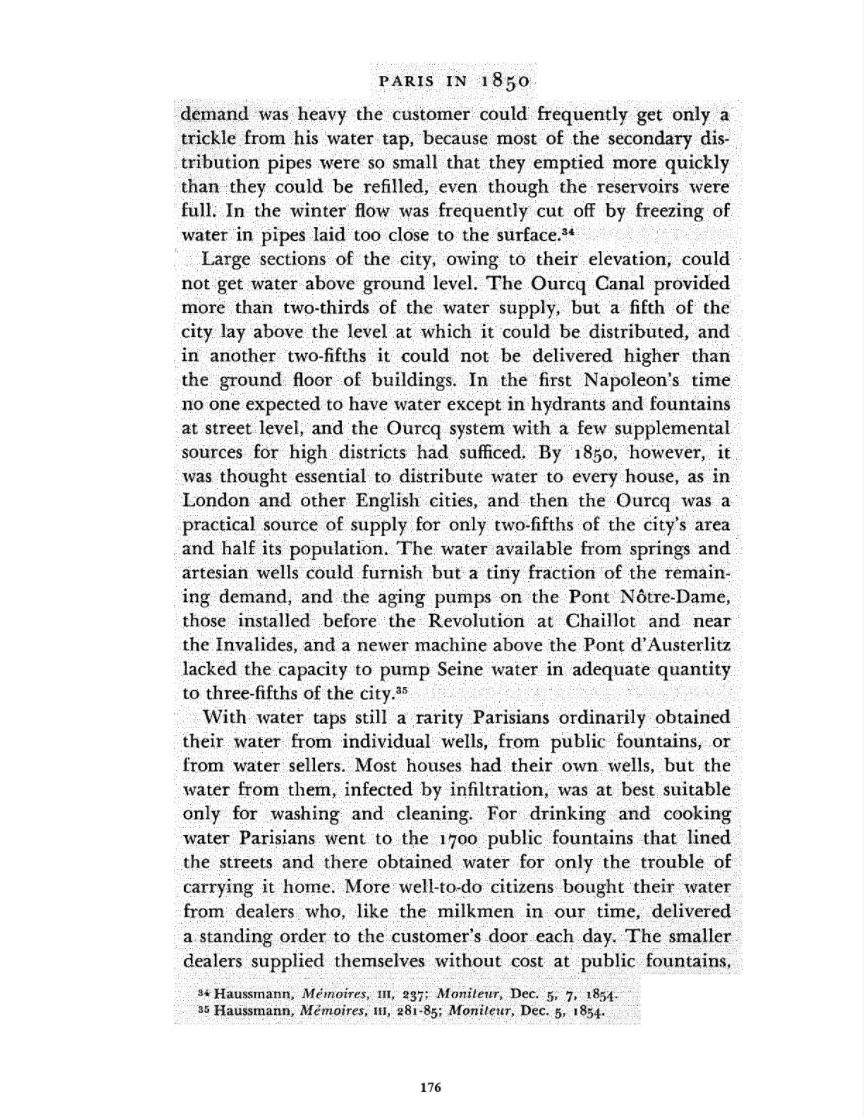 PARIS IN 1850
demand was heavy the customer could frequently get only a
trickle from his water tap, because most of the secondary dis-
tribution pipes were so small that they emptied more quickly
than they could be refilled, even though the reservoirs were
full. In the winter flow was frequently cut off by freezing of
water in pipes laid too close to the surface.³⁴
Large sections of the city, owing to their elevation, could
not get water above ground level. The Ourcq Canal provided
more than two-thirds of the water supply, but a fifth of the
city lay above the level at which it could be distributed, and
in another two-fifths it could not be delivered higher than
the ground floor of buildings. In the first Napoleon's time
no one expected to have water except in hydrants and fountains
at street level, and the Ourcq system with a few supplemental
sources for high districts had sufficed. By 1850, however, it
was thought essential to distribute water to every house, as in
London and other English cities, and then the Ourcq was a
practical source of supply for only two-fifths of the city's area
and half its population. The water available from springs and
artesian wells could furnish but a tiny fraction of the remain-
ing demand, and the aging pumps on the Pont Nôtre-Dame,
those installed before the Revolution at Chaillot and near
the Invalides, and a newer machine above the Pont d'Austerlitz
lacked the capacity to pump Seine water in adequate quantity
to three-fifths of the city.³⁵
With water taps still a rarity Parisians ordinarily obtained
their water from individual wells, from public fountains, or
from water sellers. Most houses had their own wells, but the
water from them, infected by infiltration, was at best suitable
only for washing and cleaning. For drinking and cooking
water Parisians went to the 1700 public fountains that lined
the streets and there obtained water for only the trouble of
carrying it home. More well-to-do citizens bought their water
from dealers who, like the milkmen in our time, delivered
a standing order to the customer's door each day. The smaller
dealers supplied themselves without cost at public fountains,
³⁴ Haussmann, Mémoires, III, 237; Moniteur, Dec. 5, 7, 1854.
³⁵ Haussmann, Mémoires, III, 281-85; Moniteur, Dec. 5, 1854.
176